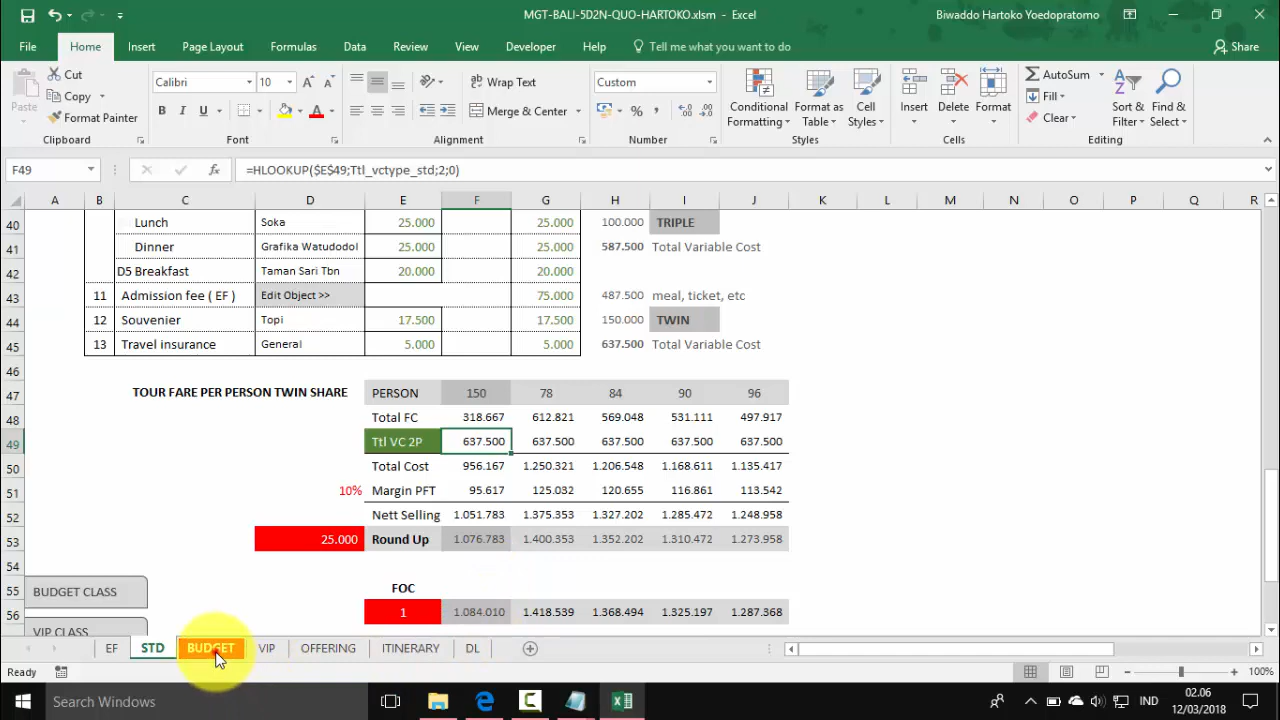 MGT-BALI-5D2N-QUO-HARTOKO.xlsm - Excel
Biwaddo Hartoko Yoedopratomo
File Home Insert Page Layout Formulas Data Review View Developer Help Tell me what you want to do Share
Paste
Cut
Copy
Format Painter
Clipboard
Calibri 10
B I U
Font
Wrap Text
Merge & Center
Alignment
Custom
Number
Conditional Formatting
Format as Table
Cell Styles
Styles
Insert
Delete
Format
Cells
AutoSum
Fill
Clear
Sort & Filter
Find & Select
Editing
F49 fx =HLOOKUP($E$49;Ttl_vctype_std;2;0)
A B C D E F G H I J K L M N O P Q R
40 Lunch Soka 25.000 25.000 100.000 TRIPLE
41 Dinner Grafika Watudodol 25.000 25.000 587.500 Total Variable Cost
42 D5 Breakfast Taman Sari Tbn 20.000 20.000
43 11 Admission fee ( EF ) Edit Object >> 75.000 487.500 meal, ticket, etc
44 12 Souvenier Topi 17.500 17.500 150.000 TWIN
45 13 Travel insurance General 5.000 5.000 637.500 Total Variable Cost
46
47 TOUR FARE PER PERSON TWIN SHARE PERSON 150 78 84 90 96
48 Total FC 318.667 612.821 569.048 531.111 497.917
49 Ttl VC 2P 637.500 637.500 637.500 637.500 637.500
50 Total Cost 956.167 1.250.321 1.206.548 1.168.611 1.135.417
51 10% Margin PFT 95.617 125.032 120.655 116.861 113.542
52 Nett Selling 1.051.783 1.375.353 1.327.202 1.285.472 1.248.958
53 25.000 Round Up 1.076.783 1.400.353 1.352.202 1.310.472 1.273.958
54
55 BUDGET CLASS FOC
56 1 1.084.010 1.418.539 1.368.494 1.325.197 1.287.368
VIP CLASS
EF STD BUDGET VIP OFFERING ITINERARY DL
Ready 100%
Search Windows IND 02.06
12/03/2018